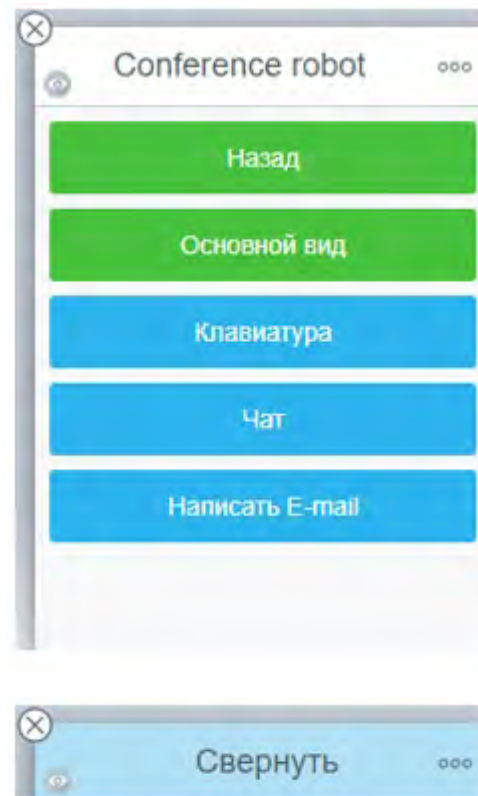 Conference robot
Назад
Основной вид
Клавиатура
Чат
Написать E-mail
Свернуть